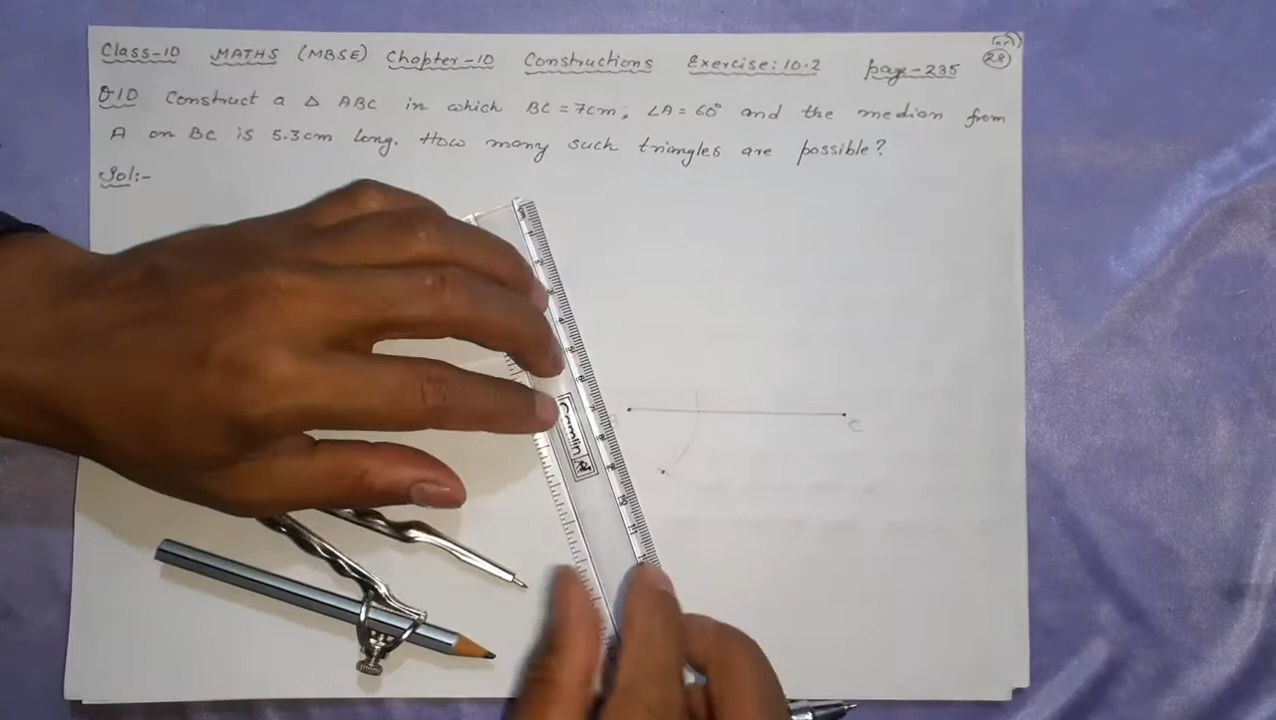 Class-10 MATHS (MBSE) Chapter-10 Constructions Exercise: 10.2 page-235
28
Q10 Construct a Δ ABC in which BC = 7cm, ∠A = 60° and the median from
A on BC is 5.3cm long. How many such triangles are possible?
Sol:-
Camlin
C